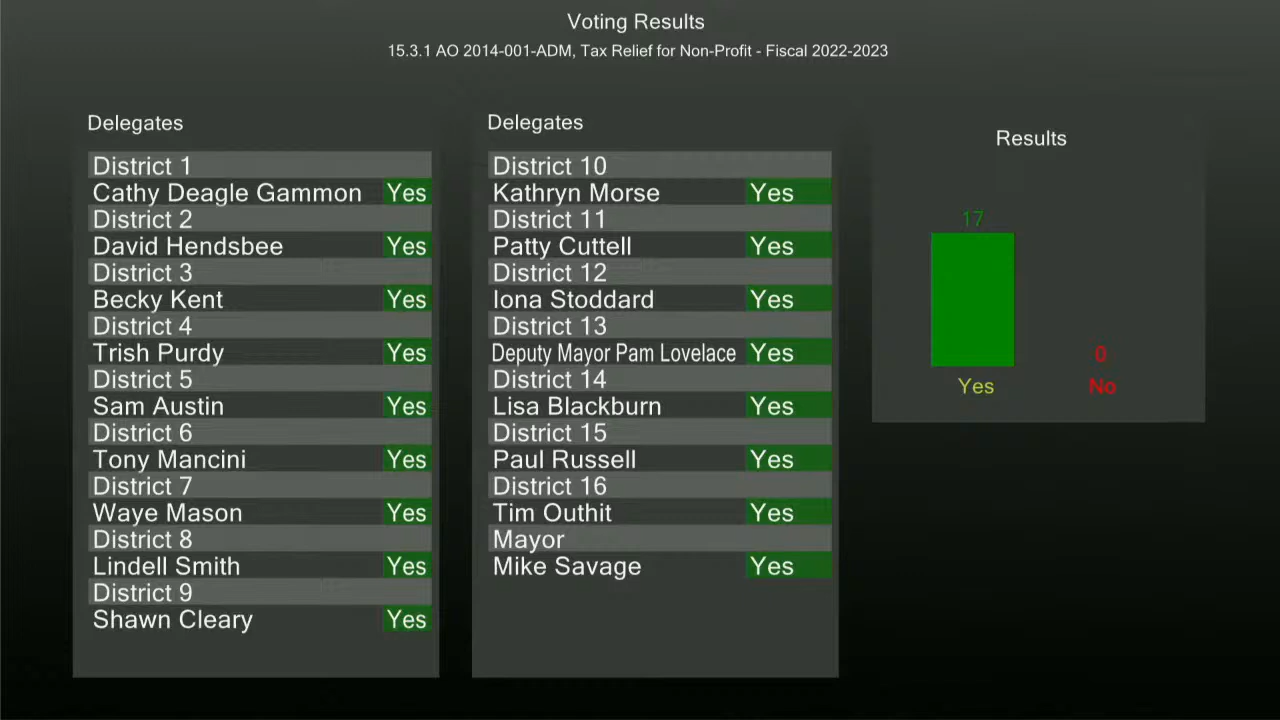 Voting Results
15.3.1 AO 2014-001-ADM, Tax Relief for Non-Profit - Fiscal 2022-2023
Delegates
District 1
Cathy Deagle Gammon Yes
District 2
David Hendsbee Yes
District 3
Becky Kent Yes
District 4
Trish Purdy Yes
District 5
Sam Austin Yes
District 6
Tony Mancini Yes
District 7
Waye Mason Yes
District 8
Lindell Smith Yes
District 9
Shawn Cleary Yes
Delegates
District 10
Kathryn Morse Yes
District 11
Patty Cuttell Yes
District 12
Iona Stoddard Yes
District 13
Deputy Mayor Pam Lovelace Yes
District 14
Lisa Blackburn Yes
District 15
Paul Russell Yes
District 16
Tim Outhit Yes
Mayor
Mike Savage Yes
Results
17
0
Yes No